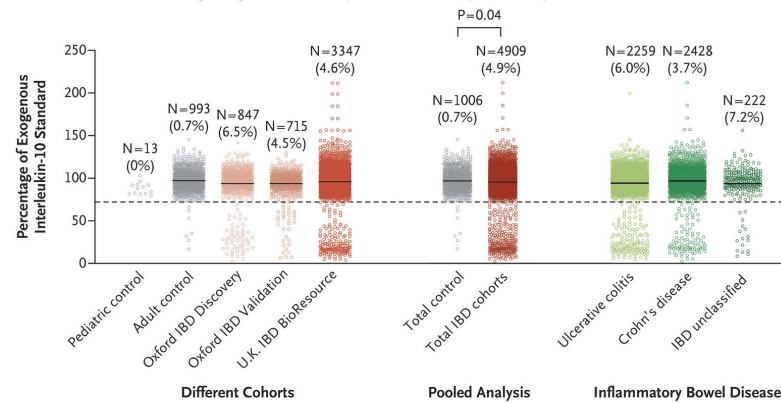 P=0.04
N=3347
(4.6%)
N=4909
(4.9%)
N=2259
(6.0%)
N=2428
(3.7%)
N=993
(0.7%)
N=847
(6.5%)
N=715
(4.5%)
N=1006
(0.7%)
N=222
(7.2%)
N=13
(0%)
Percentage of Exogenous
Interleukin-10 Standard
250
200
150
100
50
0
Pediatric control
Adult control
Oxford IBD Discovery
Oxford IBD Validation
U.K. IBD BioResource
Total control
Total IBD cohorts
Ulcerative colitis
Crohn's disease
IBD unclassified
Different Cohorts
Pooled Analysis
Inflammatory Bowel Disease